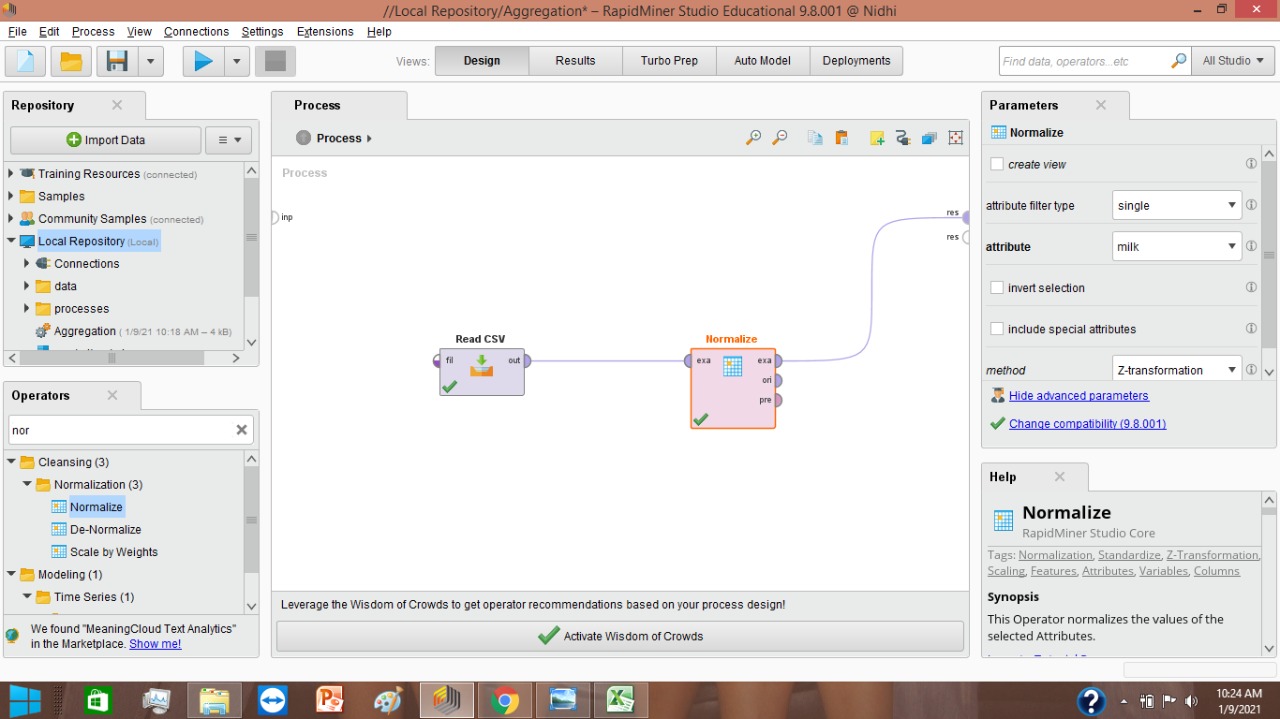 //Local Repository/Aggregation* – RapidMiner Studio Educational 9.8.001 @ Nidhi
File Edit Process View Connections Settings Extensions Help
Views: Design Results Turbo Prep Auto Model Deployments
Find data, operators...etc
All Studio
Repository
Import Data
Training Resources (connected)
Samples
Community Samples (connected)
Local Repository (Local)
Connections
data
processes
Aggregation ( 1/9/21 10:18 AM – 4 kB)
Operators
nor
Cleansing (3)
Normalization (3)
Normalize
De-Normalize
Scale by Weights
Modeling (1)
Time Series (1)
We found "MeaningCloud Text Analytics"
in the Marketplace. Show me!
Process
Process
Process
inp
res
res
Read CSV
fil
out
Normalize
exa
exa
ori
pre
Leverage the Wisdom of Crowds to get operator recommendations based on your process design!
Activate Wisdom of Crowds
Parameters
Normalize
create view
attribute filter type single
attribute milk
invert selection
include special attributes
method Z-transformation
Hide advanced parameters
Change compatibility (9.8.001)
Help
Normalize
RapidMiner Studio Core
Tags: Normalization, Standardize, Z-Transformation,
Scaling, Features, Attributes, Variables, Columns
Synopsis
This Operator normalizes the values of the
selected Attributes.
10:24 AM
1/9/2021